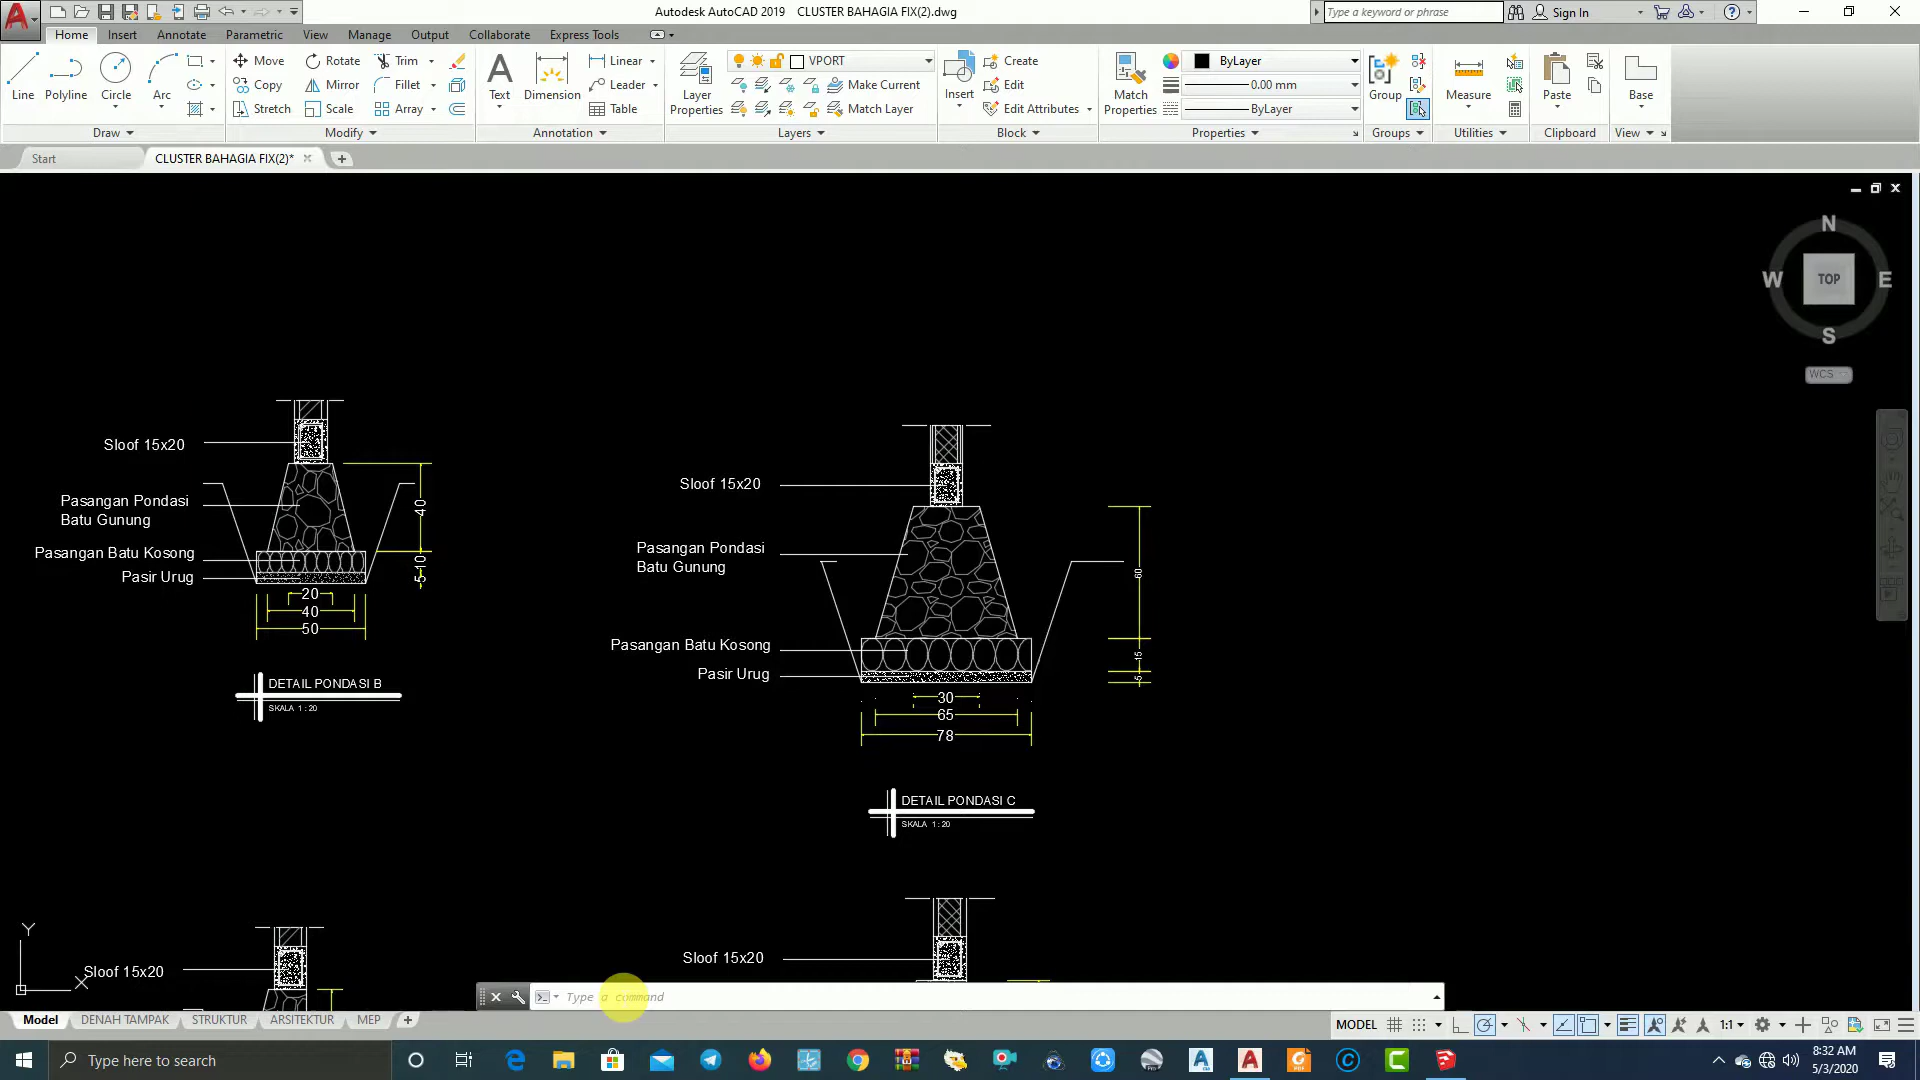 Autodesk AutoCAD 2019 CLUSTER BAHAGIA FIX(2).dwg
Type a keyword or phrase
Sign In
Home Insert Annotate Parametric View Manage Output Collaborate Express Tools
Line
Polyline
Circle
Arc
Move
Copy
Stretch
Rotate
Mirror
Scale
Trim
Fillet
Array
Text
Dimension
Linear
Leader
Table
Layer
Properties
VPORT
Make Current
Match Layer
Insert
Create
Edit
Edit Attributes
Match
Properties
ByLayer
0.00 mm
ByLayer
Group
Measure
Paste
Base
Draw Modify Annotation Layers Block Properties Groups Utilities Clipboard View
Start
CLUSTER BAHAGIA FIX(2)*
N
W
TOP
E
S
WCS
Sloof 15x20
Pasangan Pondasi
Batu Gunung
Pasangan Batu Kosong
Pasir Urug
40
10
5
20
40
50
DETAIL PONDASI B
SKALA 1 : 20
Sloof 15x20
Pasangan Pondasi
Batu Gunung
Pasangan Batu Kosong
Pasir Urug
60
15
5
30
65
78
DETAIL PONDASI C
SKALA 1 : 20
Sloof 15x20
Sloof 15x20
Y
X
Type a command
Model DENAH TAMPAK STRUKTUR ARSITEKTUR MEP
MODEL
1:1
Type here to search
8:32 AM
5/3/2020